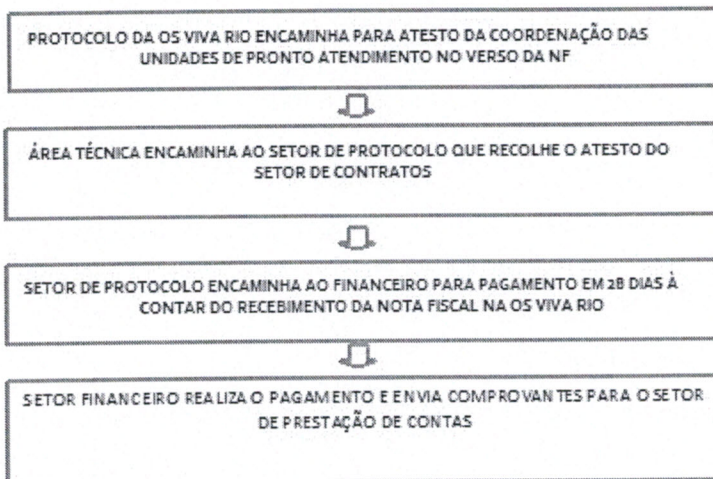 PROTOCOLO DA OS VIVA RIO ENCAMINHA PARA ATESTO DA COORDENAÇÃO DAS
UNIDADES DE PRONTO ATENDIMENTO NO VERSO DA NF
ÁREA TÉCNICA ENCAMINHA AO SETOR DE PROTOCOLO QUE RECOLHE O ATESTO DO
SETOR DE CONTRATOS
SETOR DE PROTOCOLO ENCAMINHA AO FINANCEIRO PARA PAGAMENTO EM 28 DIAS À
CONTAR DO RECEBIMENTO DA NOTA FISCAL NA OS VIVA RIO
SETOR FINANCEIRO REALIZA O PAGAMENTO E ENVIA COMPROVANTES PARA O SETOR
DE PRESTAÇÃO DE CONTAS